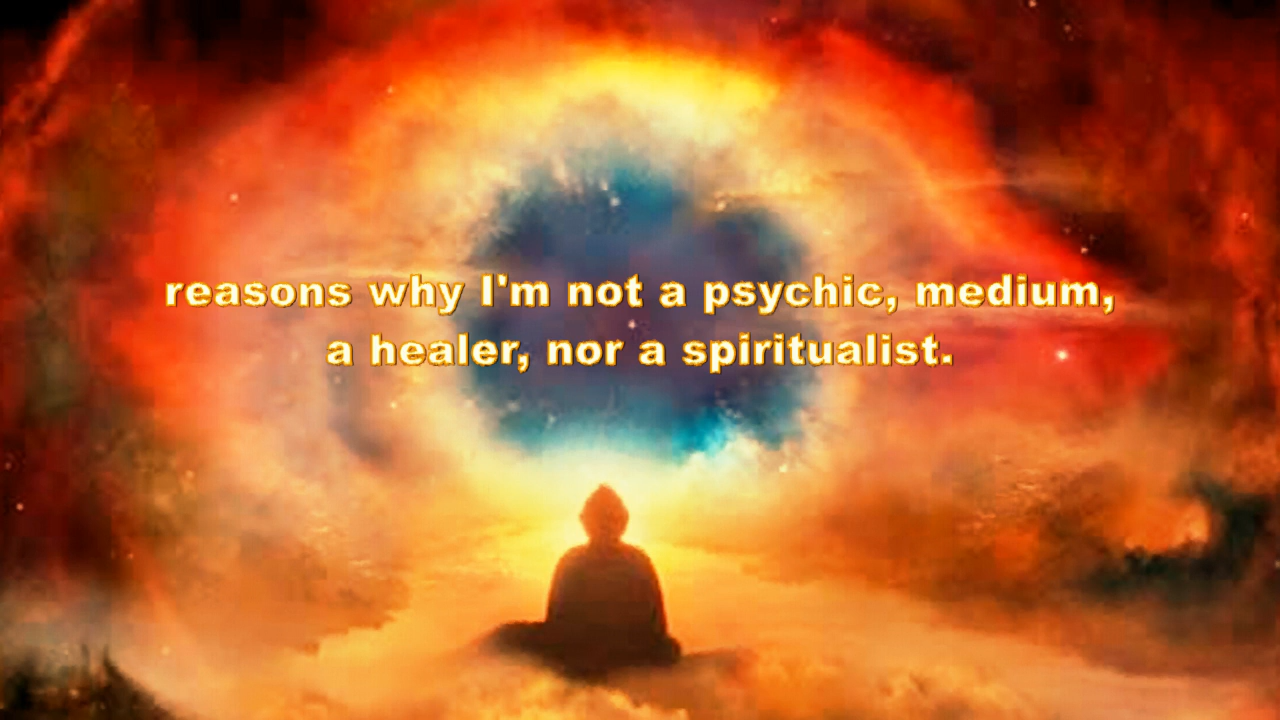 reasons why I'm not a psychic, medium,
a healer, nor a spiritualist.